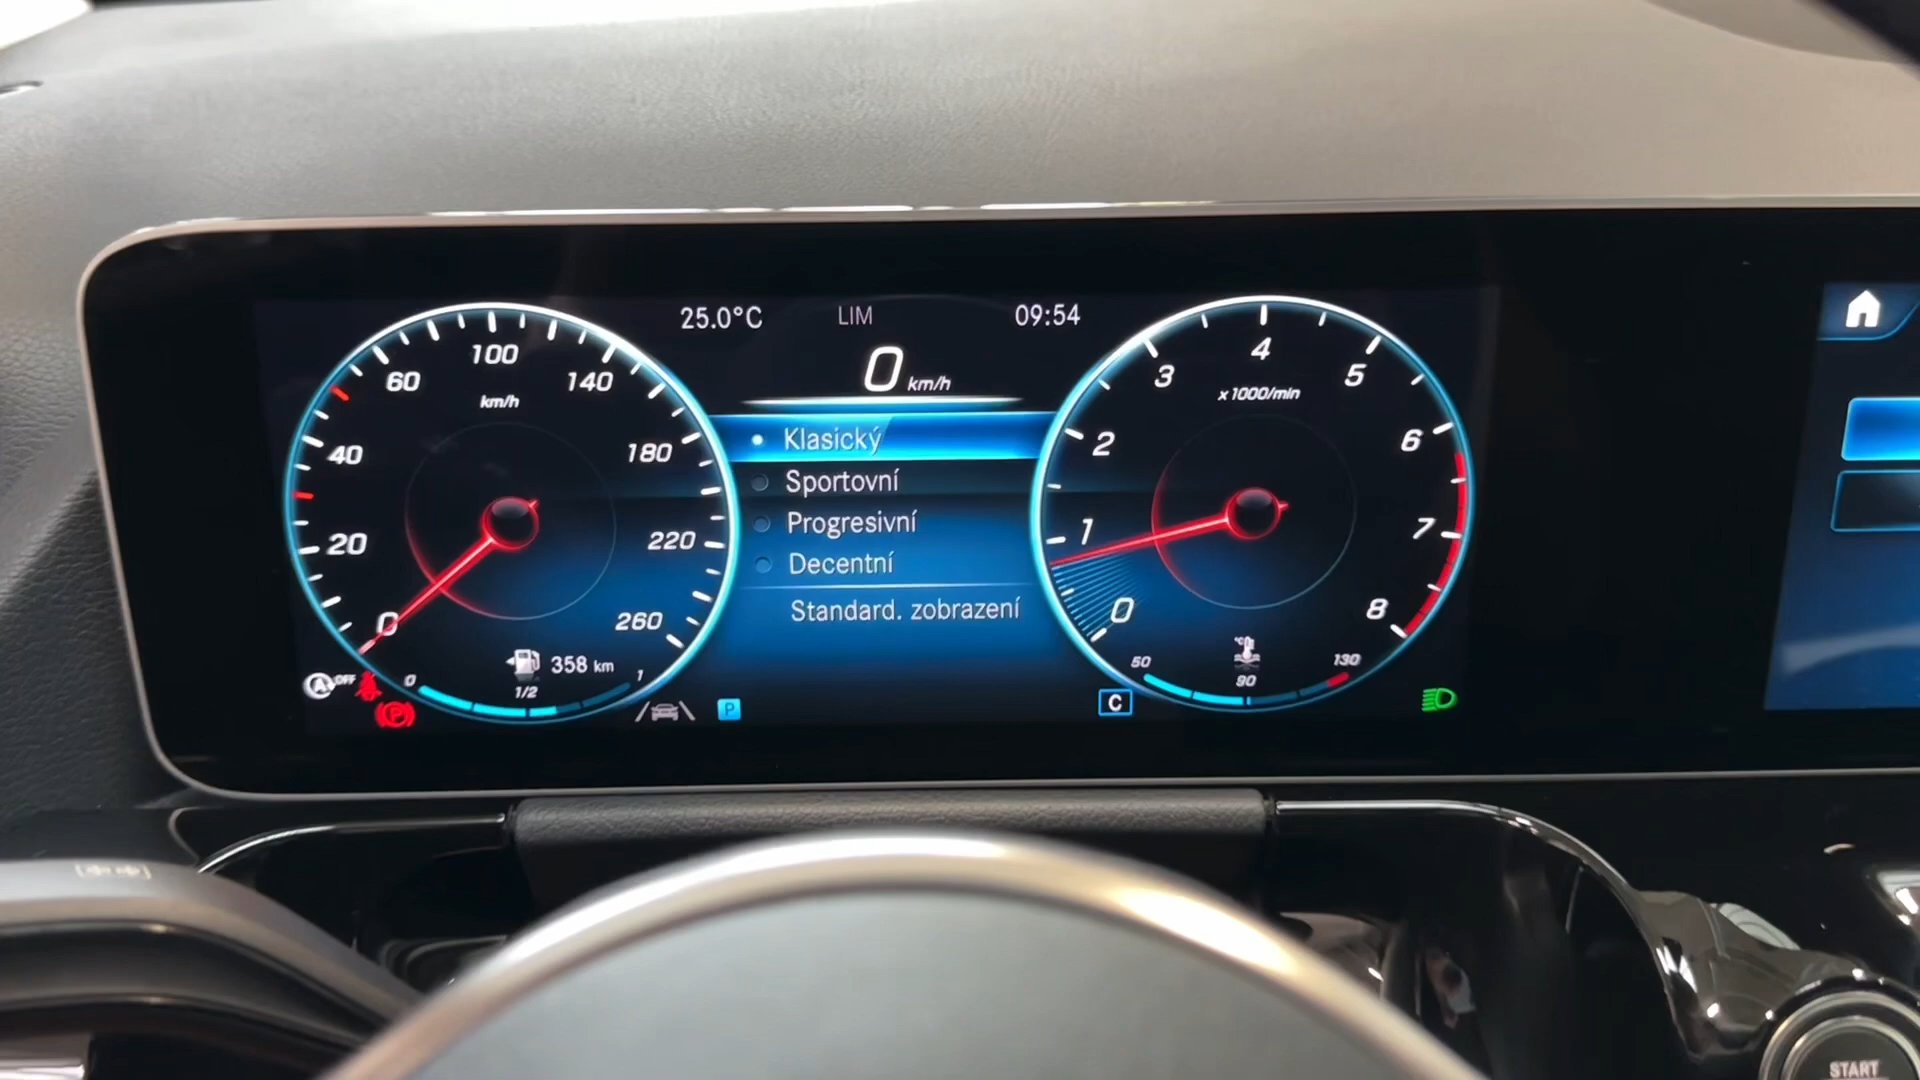 25.0°C LIM 09:54
0 km/h
Klasický
Sportovní
Progresivní
Decentní
Standard. zobrazení
0 20 40 60 100 140 180 220 260
km/h
358 km
0 1/2 1
OFF
P
P
A
0 1 2 3 4 5 6 7 8
x1000/min
°C
50 90 130
C
START